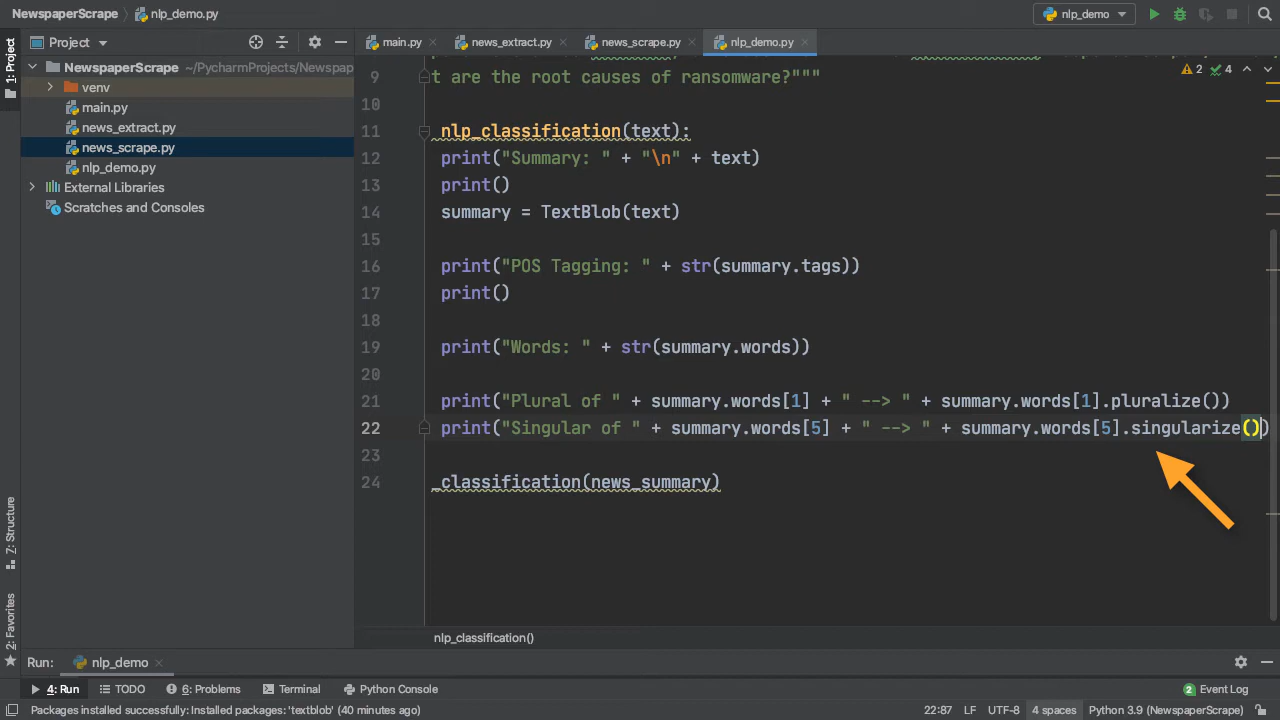 NewspaperScrape nlp_demo.py nlp_demo
1: Project
Project
main.py news_extract.py news_scrape.py nlp_demo.py
NewspaperScrape ~/PycharmProjects/Newspap
venv
main.py
news_extract.py
news_scrape.py
nlp_demo.py
External Libraries
Scratches and Consoles
2 4
9 t are the root causes of ransomware?"""
10
11 nlp_classification(text):
12 print("Summary: " + "\n" + text)
13 print()
14 summary = TextBlob(text)
15
16 print("POS Tagging: " + str(summary.tags))
17 print()
18
19 print("Words: " + str(summary.words))
20
21 print("Plural of " + summary.words[1] + " --> " + summary.words[1].pluralize())
22 print("Singular of " + summary.words[5] + " --> " + summary.words[5].singularize())
23
24 _classification(news_summary)
nlp_classification()
Z: Structure
2: Favorites
Run: nlp_demo
4: Run TODO 6: Problems Terminal Python Console 2 Event Log
Packages installed successfully: Installed packages: 'textblob' (40 minutes ago) 22:87 LF UTF-8 4 spaces Python 3.9 (NewspaperScrape)